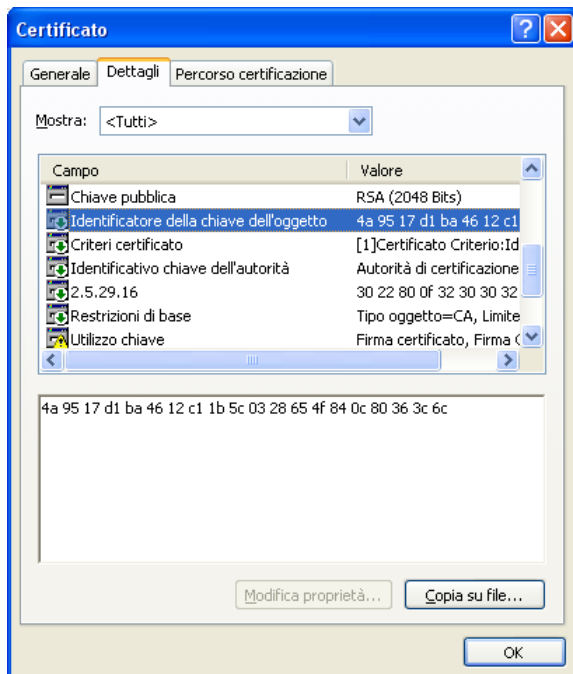 Certificato
Generale Dettagli Percorso certificazione
Mostra: <Tutti>
Campo Valore
Chiave pubblica RSA (2048 Bits)
Identificatore della chiave dell'oggetto 4a 95 17 d1 ba 46 12 c1
Criteri certificato [1]Certificato Criterio:Id
Identificativo chiave dell'autorità Autorità di certificazione
2.5.29.16 30 22 80 0f 32 30 30 32
Restrizioni di base Tipo oggetto=CA, Limite
Utilizzo chiave Firma certificato, Firma
4a 95 17 d1 ba 46 12 c1 1b 5c 03 28 65 4f 84 0c 80 36 3c 6c
Modifica proprietà... Copia su file...
OK